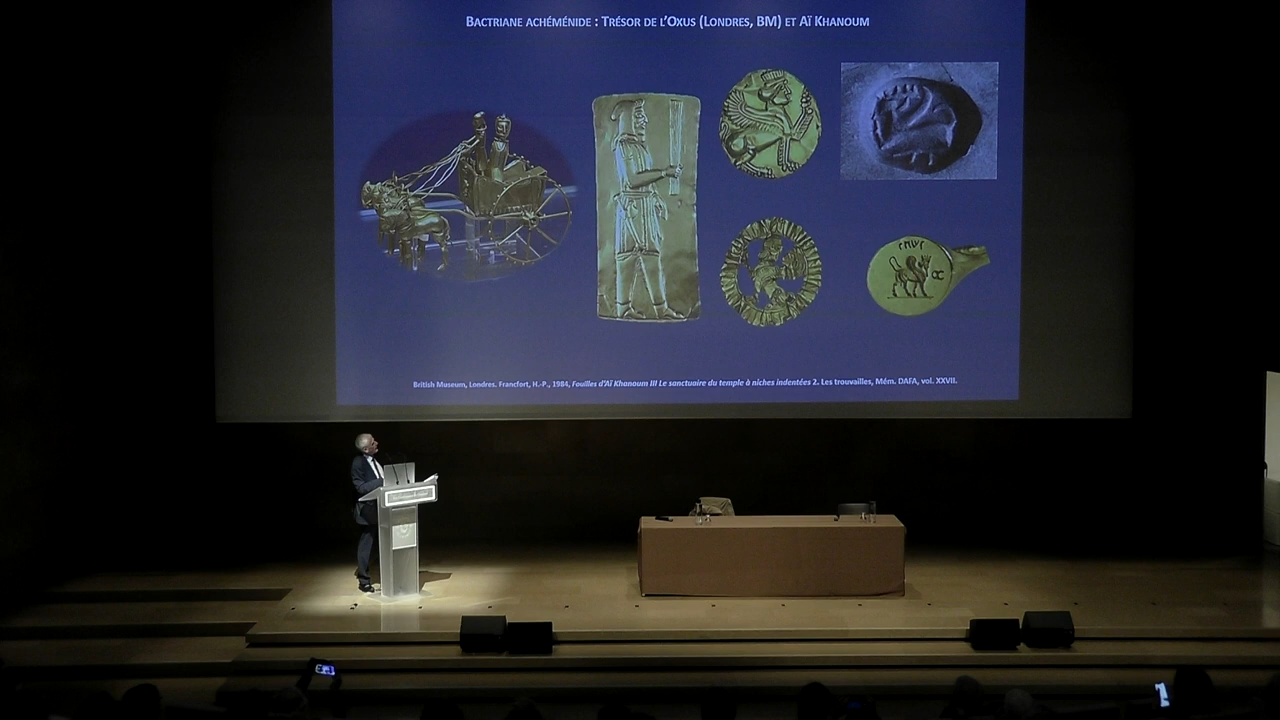 BACTRIANE ACHÉMÉNIDE : TRÉSOR DE L'OXUS (LONDRES, BM) ET AÏ KHANOUM
British Museum, Londres. Francfort, H.-P., 1984, Fouilles d'Aï Khanoum III Le sanctuaire du temple à niches indentées 2. Les trouvailles, Mém. DAFA, vol. XXVII.